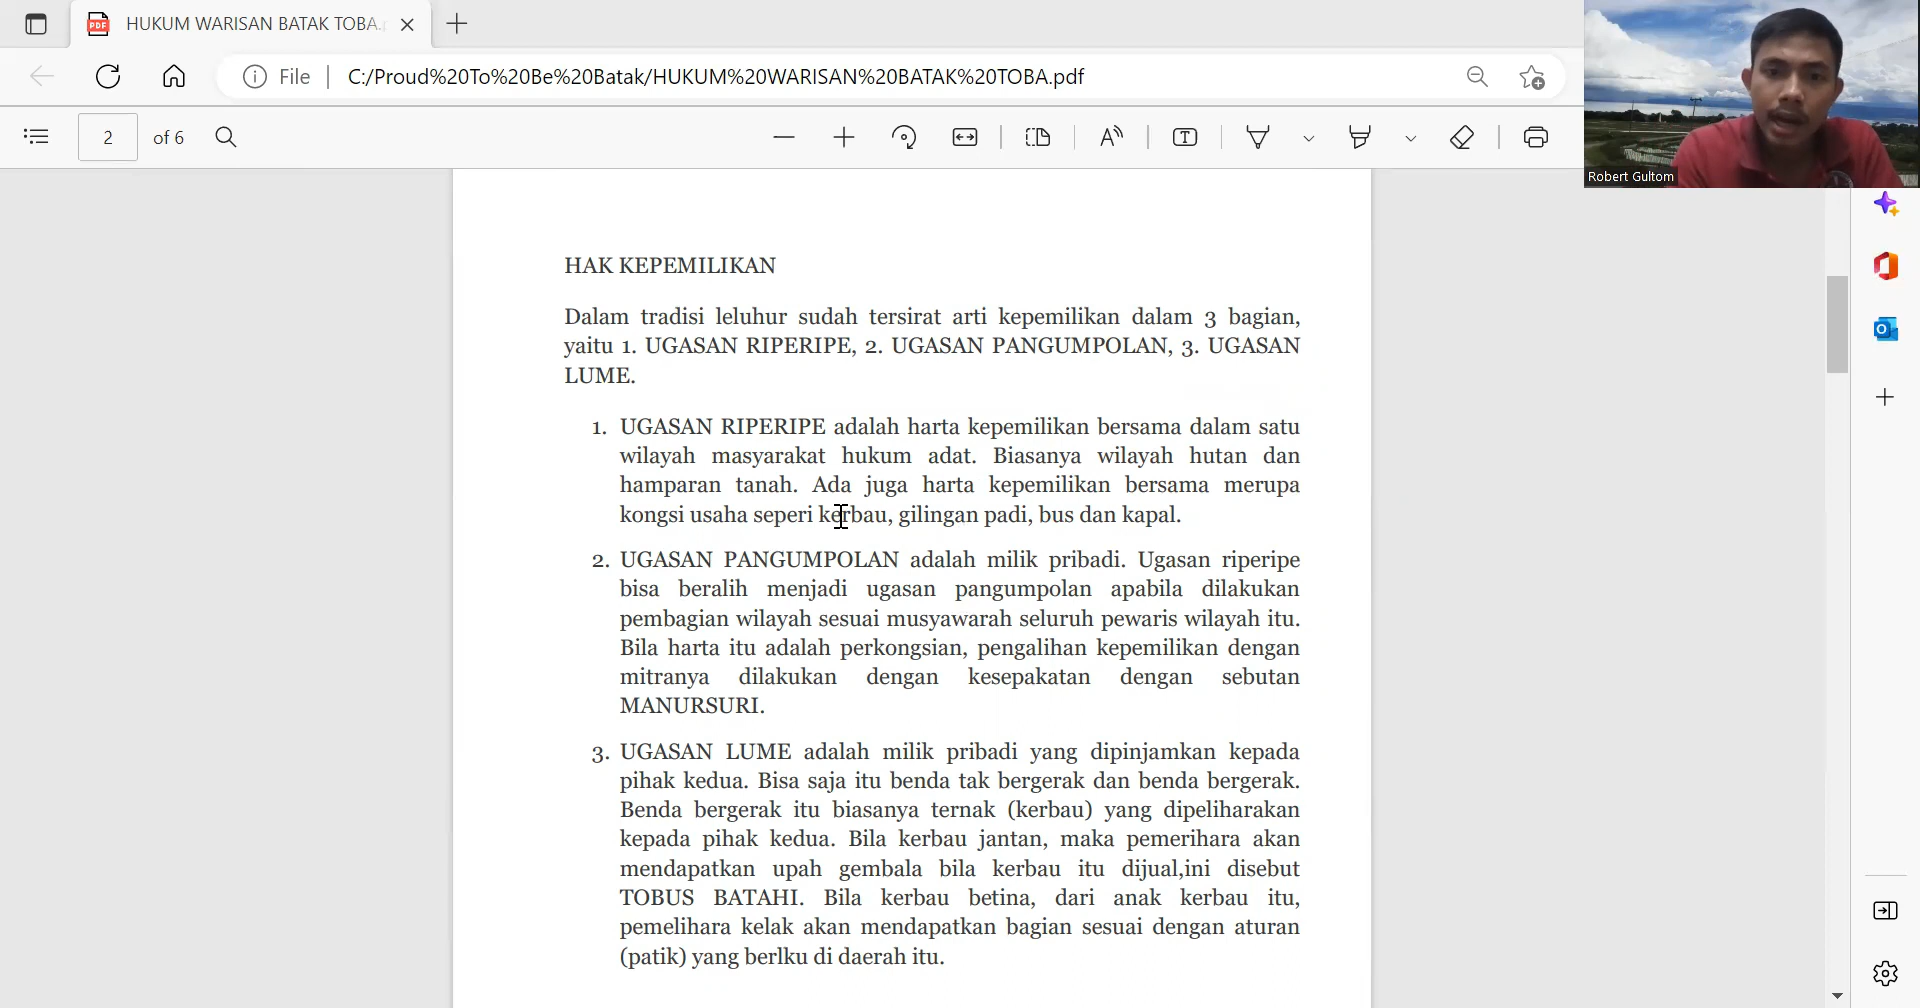 HUKUM WARISAN BATAK TOBA.
File
C:/Proud%20To%20Be%20Batak/HUKUM%20WARISAN%20BATAK%20TOBA.pdf
2 of 6
Robert Gultom
HAK KEPEMILIKAN
Dalam tradisi leluhur sudah tersirat arti kepemilikan dalam 3 bagian,
yaitu 1. UGASAN RIPERIPE, 2. UGASAN PANGUMPOLAN, 3. UGASAN
LUME.
1. UGASAN RIPERIPE adalah harta kepemilikan bersama dalam satu
wilayah masyarakat hukum adat. Biasanya wilayah hutan dan
hamparan tanah. Ada juga harta kepemilikan bersama merupa
kongsi usaha seperi kerbau, gilingan padi, bus dan kapal.
2. UGASAN PANGUMPOLAN adalah milik pribadi. Ugasan riperipe
bisa beralih menjadi ugasan pangumpolan apabila dilakukan
pembagian wilayah sesuai musyawarah seluruh pewaris wilayah itu.
Bila harta itu adalah perkongsian, pengalihan kepemilikan dengan
mitranya dilakukan dengan kesepakatan dengan sebutan
MANURSURI.
3. UGASAN LUME adalah milik pribadi yang dipinjamkan kepada
pihak kedua. Bisa saja itu benda tak bergerak dan benda bergerak.
Benda bergerak itu biasanya ternak (kerbau) yang dipeliharakan
kepada pihak kedua. Bila kerbau jantan, maka pemerihara akan
mendapatkan upah gembala bila kerbau itu dijual,ini disebut
TOBUS BATAHI. Bila kerbau betina, dari anak kerbau itu,
pemelihara kelak akan mendapatkan bagian sesuai dengan aturan
(patik) yang berlku di daerah itu.